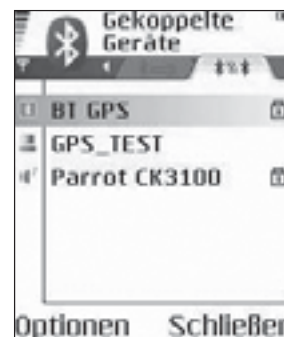 Gekoppelte
Geräte
BT GPS
GPS_TEST
Parrot CK3100
Optionen Schließen